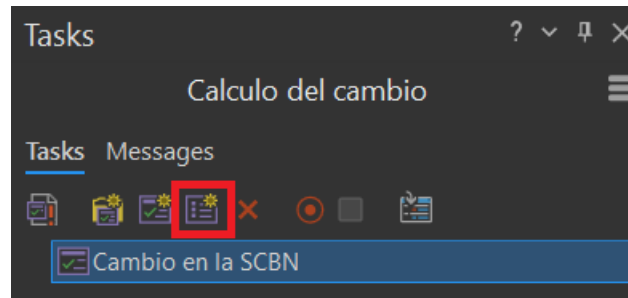 Tasks
Calculo del cambio
Tasks Messages
Cambio en la SCBN